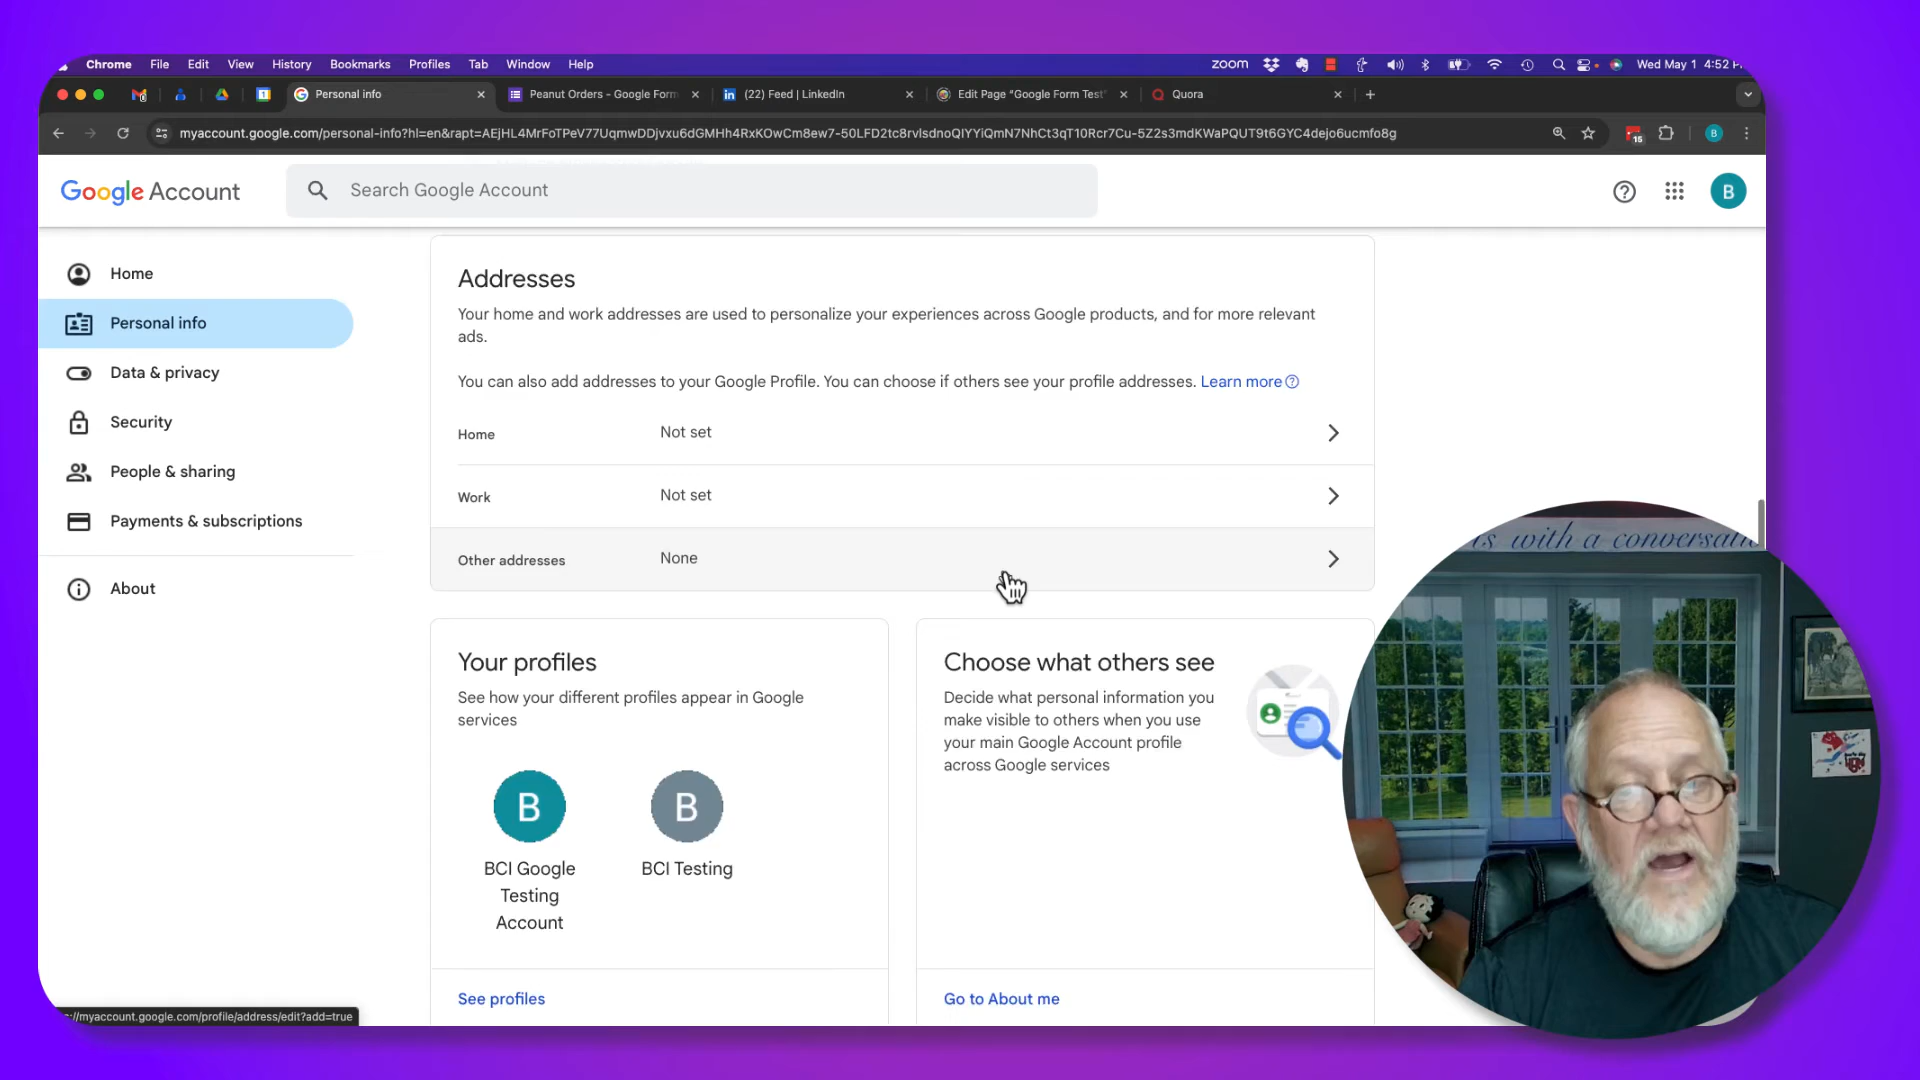 Chrome File Edit View History Bookmarks Profiles Tab Window Help zoom Wed May 1 4:52
Personal info Peanut Orders - Google Form (22) Feed | LinkedIn Edit Page "Google Form Test" Quora
myaccount.google.com/personal-info?hl=en&rapt=AEjHL4MrFoTPeV77UqmwDDjvxu6dGMHh4RxKOwCm8ew7-50LFD2tc8rvlsdnoQIYYiQmN7NhCt3qT10Rcr7Cu-5Z2s3mdKWaPQUT9t6GYC4dejo6ucmfo8g 15 B
Google Account Search Google Account B
Home
Personal info
Data & privacy
Security
People & sharing
Payments & subscriptions
About
Addresses
Your home and work addresses are used to personalize your experiences across Google products, and for more relevant
ads.
You can also add addresses to your Google Profile. You can choose if others see your profile addresses. Learn more
Home Not set
Work Not set
Other addresses None
Your profiles
See how your different profiles appear in Google
services
B B
BCI Google
Testing
Account
BCI Testing
See profiles
Choose what others see
Decide what personal information you
make visible to others when you use
your main Google Account profile
across Google services
Go to About me
is with a conversatio
://myaccount.google.com/profile/address/edit?add=true